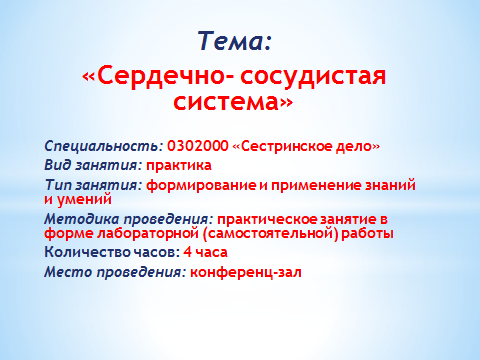 Тема:
«Сердечно- сосудистая
система»
Специальность: 0302000 «Сестринское дело»
Вид занятия: практика
Тип занятия: формирование и применение знаний
и умений
Методика проведения: практическое занятие в
форме лабораторной (самостоятельной) работы
Количество часов: 4 часа
Место проведения: конференц-зал